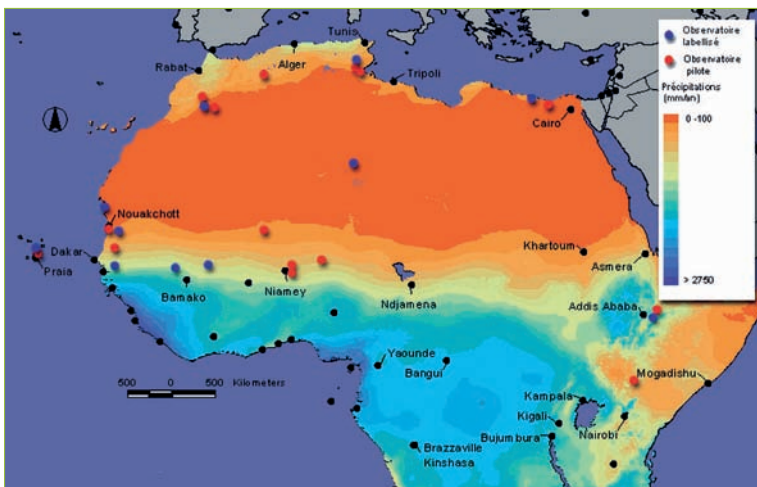 Tunis
Alger
Rabat
Tripoli
Cairo
Nouakchott
Dakar
Praia
Bamako
Niamey
Ndjamena
Khartoum
Asmera
Addis Ababa
Yaounde
Bangui
Mogadishu
Kampala
Kigali
Nairobi
Bujumbura
Brazzaville
Kinshasa
500 0 500 Kilometers
Observatoire
labellisé
Observatoire
pilote
Précipitations
(mm/an)
0 -100
> 2750